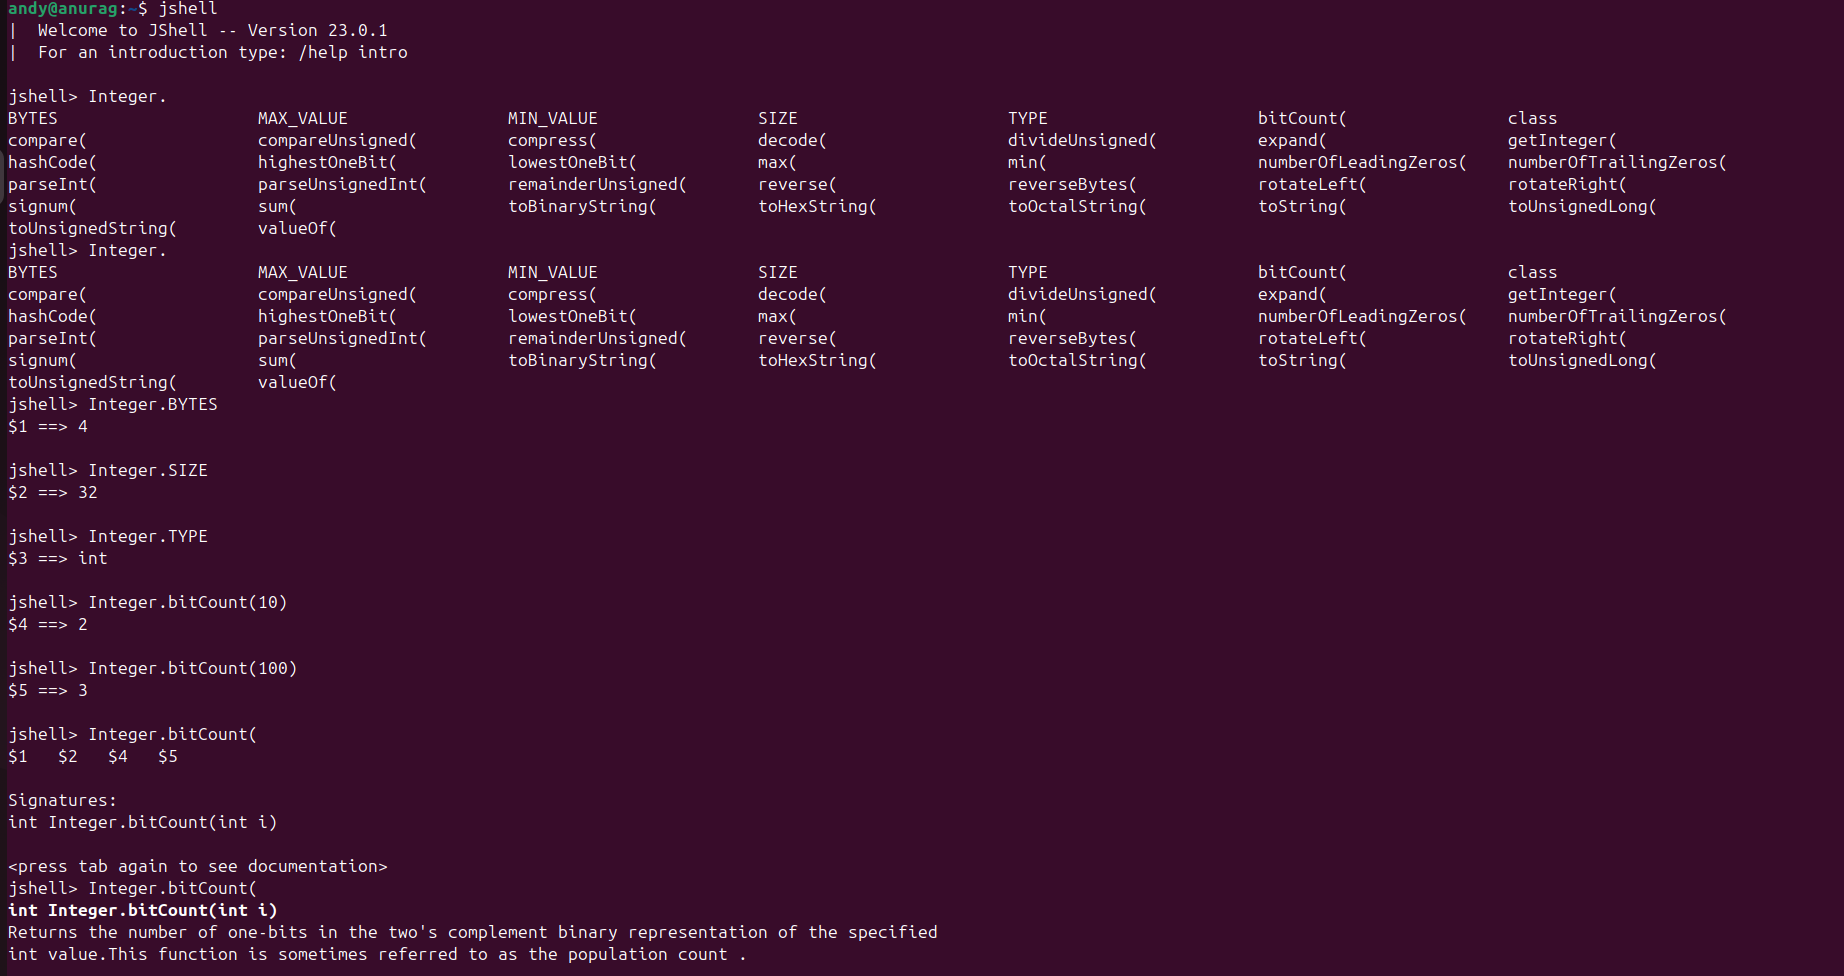 andy@anurag:~$ jshell
|  Welcome to JShell -- Version 23.0.1
|  For an introduction type: /help intro

jshell> Integer.
BYTES                    MAX_VALUE                MIN_VALUE                SIZE                     TYPE                     bitCount(                class
compare(                 compareUnsigned(         compress(                decode(                  divideUnsigned(          expand(                  getInteger(
hashCode(                highestOneBit(           lowestOneBit(            max(                     min(                     numberOfLeadingZeros(    numberOfTrailingZeros(
parseInt(                parseUnsignedInt(        remainderUnsigned(       reverse(                 reverseBytes(            rotateLeft(              rotateRight(
signum(                  sum(                     toBinaryString(          toHexString(             toOctalString(           toString(                toUnsignedLong(
toUnsignedString(        valueOf(
jshell> Integer.
BYTES                    MAX_VALUE                MIN_VALUE                SIZE                     TYPE                     bitCount(                class
compare(                 compareUnsigned(         compress(                decode(                  divideUnsigned(          expand(                  getInteger(
hashCode(                highestOneBit(           lowestOneBit(            max(                     min(                     numberOfLeadingZeros(    numberOfTrailingZeros(
parseInt(                parseUnsignedInt(        remainderUnsigned(       reverse(                 reverseBytes(            rotateLeft(              rotateRight(
signum(                  sum(                     toBinaryString(          toHexString(             toOctalString(           toString(                toUnsignedLong(
toUnsignedString(        valueOf(
jshell> Integer.BYTES
$1 ==> 4

jshell> Integer.SIZE
$2 ==> 32

jshell> Integer.TYPE
$3 ==> int

jshell> Integer.bitCount(10)
$4 ==> 2

jshell> Integer.bitCount(100)
$5 ==> 3

jshell> Integer.bitCount(
$1   $2   $4   $5

Signatures:
int Integer.bitCount(int i)

<press tab again to see documentation>
jshell> Integer.bitCount(
int Integer.bitCount(int i)
Returns the number of one-bits in the two's complement binary representation of the specified
int value.This function is sometimes referred to as the population count .